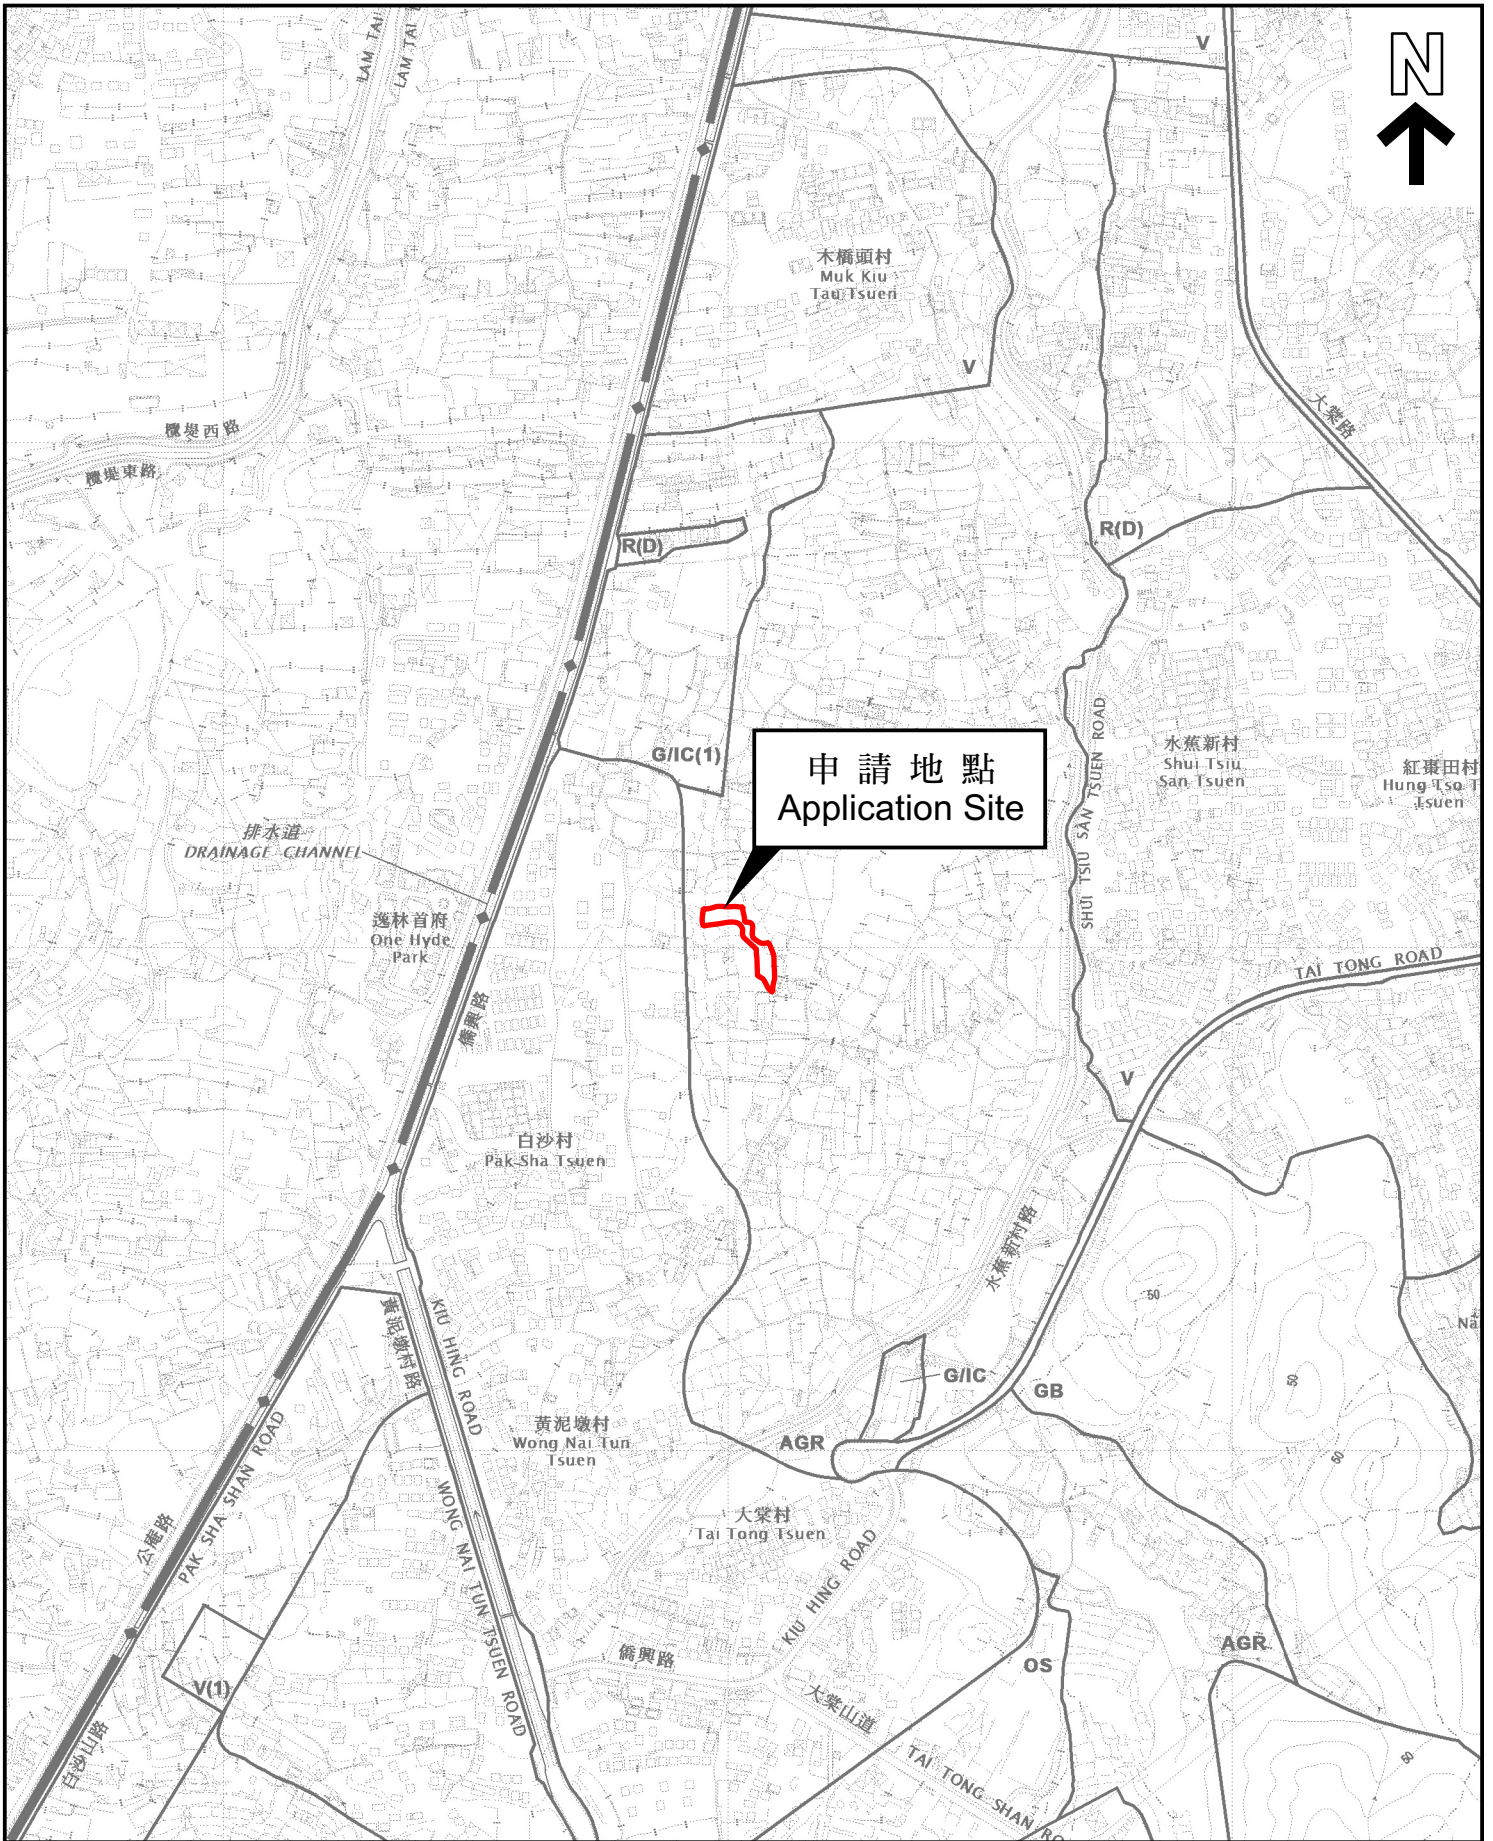 LAM TAI
LAM TAI
V
N
木橋頭村
Muk Kiu
Tau Tsuen
V
大棠路
欖堤西路
欖堤東路
R(D)
R(D)
G/IC(1)
申請地點
Application Site
SHUI TSIU SAN TSUEN ROAD
水蕉新村
Shui Tsiu
San Tsuen
紅棗田村
Hung Tso T
Tsuen
排水道
DRAINAGE CHANNEL
逸林首府
One Hyde
Park
僑興路
TAI TONG ROAD
V
白沙村
Pak Sha Tsuen
水蕉新村路
50
黃泥墩村路
KIU HING ROAD
Na
G/IC
GB
50
黃泥墩村
Wong Nai Tun
Tsuen
AGR
60
公庵路
PAK SHA SHAN ROAD
WONG NAI TUN TSUEN ROAD
大棠村
Tai Tong Tsuen
KIU HING ROAD
僑興路
OS
AGR
V(1)
大棠山道
白沙山路
TAI TONG SHAN RO
50